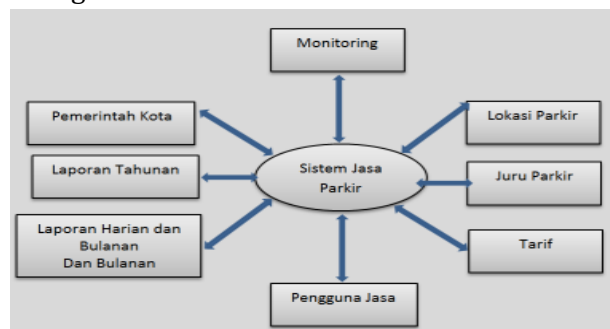 Monitoring
Pemerintah Kota
Lokasi Parkir
Laporan Tahunan
Sistem Jasa
Parkir
Juru Parkir
Laporan Harian dan
Bulanan
Dan Bulanan
Tarif
Pengguna Jasa